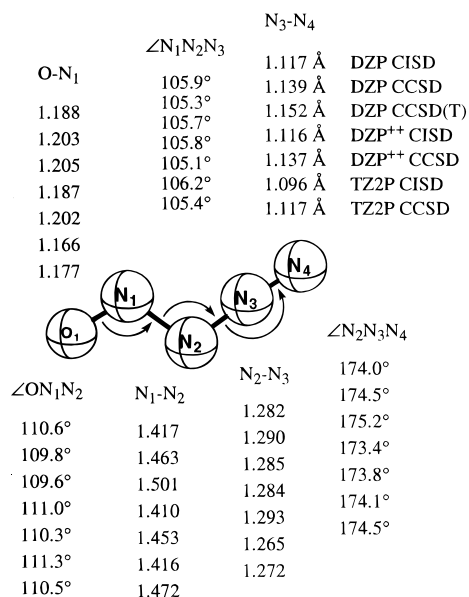 N3-N4
∠N1N2N3
O-N1
1.117 Å DZP CISD
1.139 Å DZP CCSD
1.152 Å DZP CCSD(T)
1.116 Å DZP++ CISD
1.137 Å DZP++ CCSD
1.096 Å TZ2P CISD
1.117 Å TZ2P CCSD
105.9°
105.3°
105.7°
105.8°
105.1°
106.2°
105.4°
1.188
1.203
1.205
1.187
1.202
1.166
1.177
O1
N1
N2
N3
N4
∠N2N3N4
174.0°
174.5°
175.2°
173.4°
173.8°
174.1°
174.5°
∠ON1N2
110.6°
109.8°
109.6°
111.0°
110.3°
111.3°
110.5°
N1-N2
1.417
1.463
1.501
1.410
1.453
1.416
1.472
N2-N3
1.282
1.290
1.285
1.284
1.293
1.265
1.272